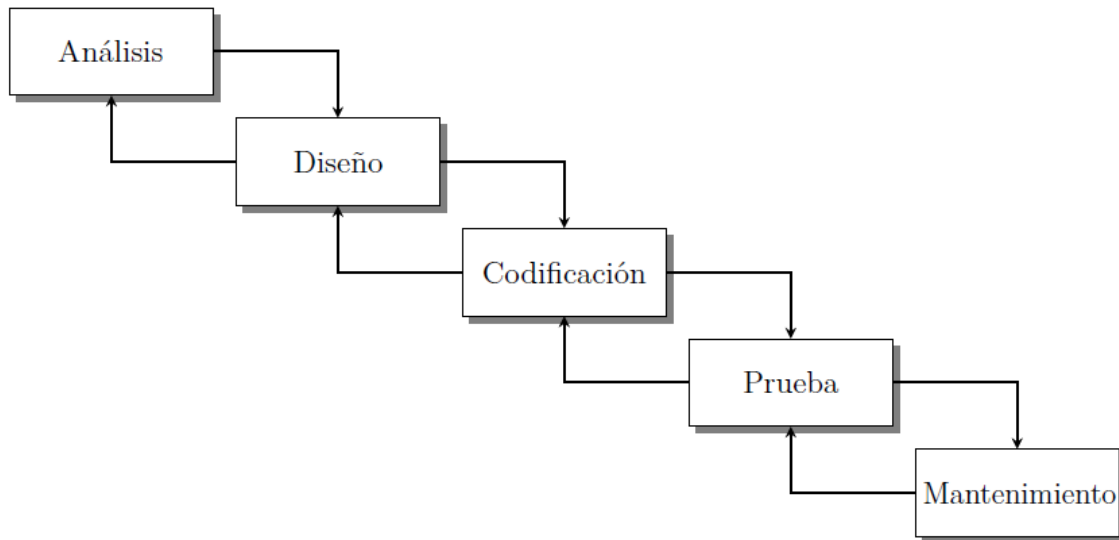 Análisis
Diseño
Codificación
Prueba
Mantenimiento